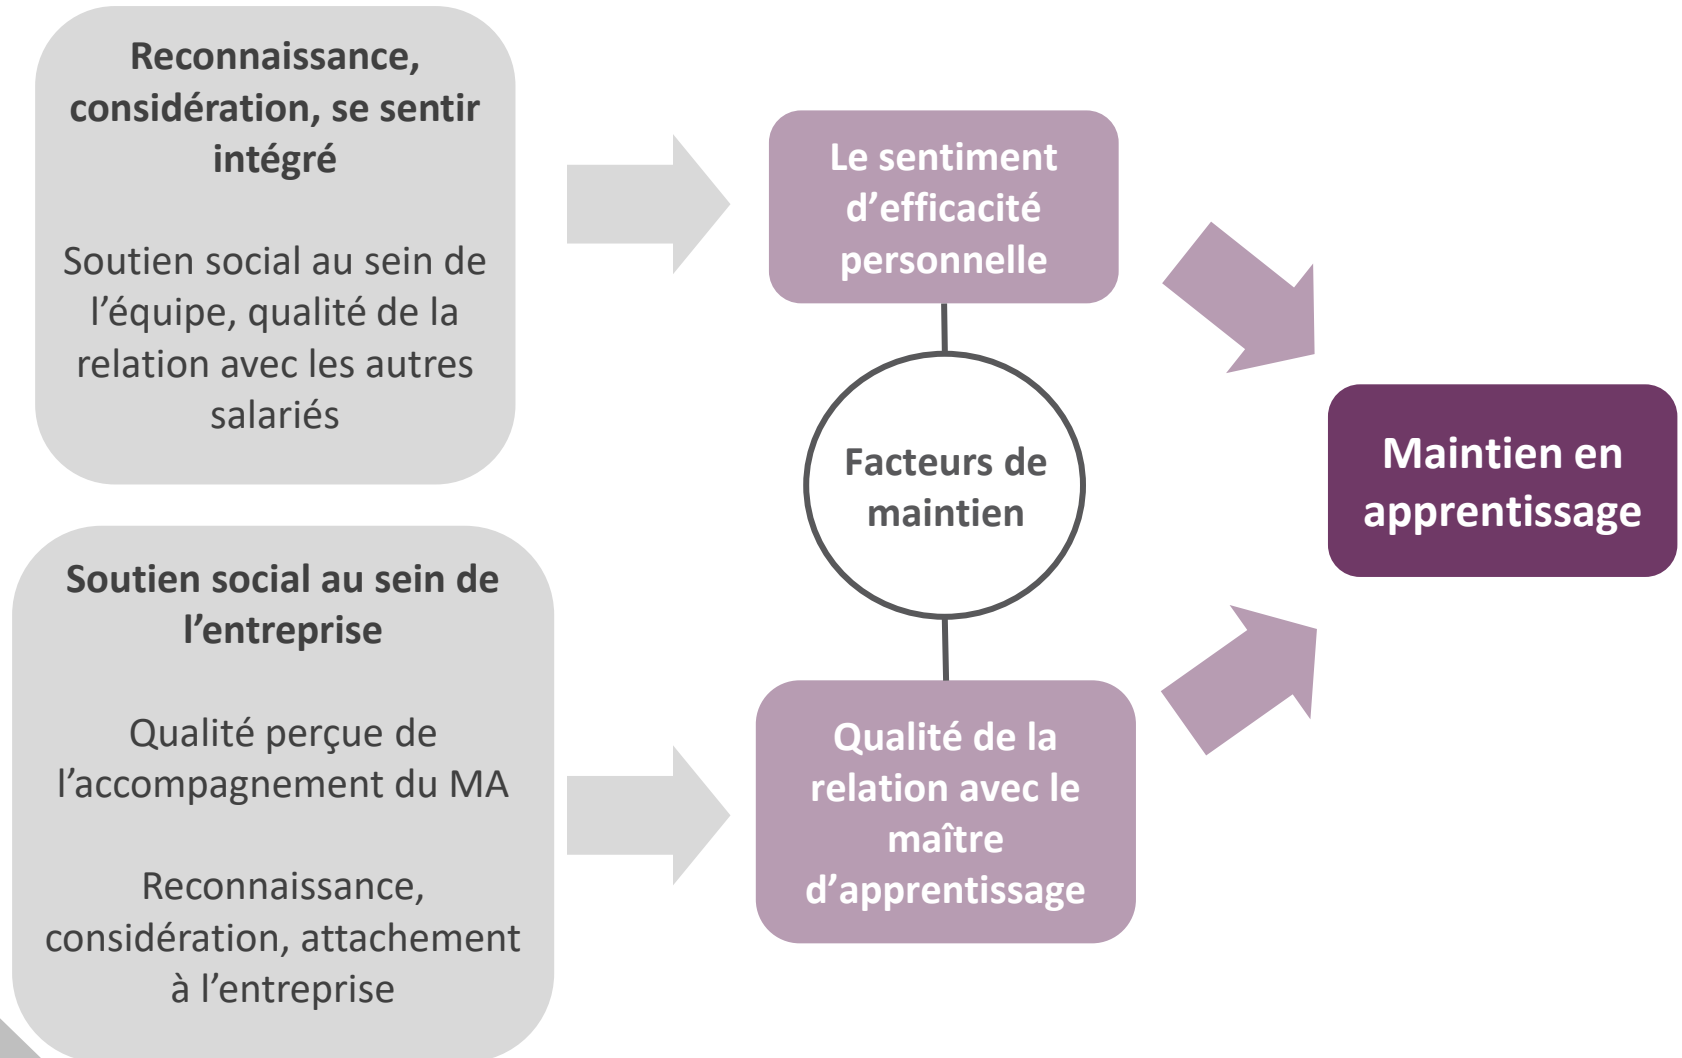 Reconnaissance,
considération, se sentir
intégré
Soutien social au sein de
l’équipe, qualité de la
relation avec les autres
salariés
Soutien social au sein de
l’entreprise
Qualité perçue de
l’accompagnement du MA
Reconnaissance,
considération, attachement
à l’entreprise
Le sentiment
d’efficacité
personnelle
Facteurs de
maintien
Qualité de la
relation avec le
maître
d’apprentissage
Maintien en
apprentissage